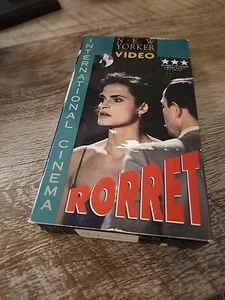 NEW
YORKER
VIDEO
INTERNATIONAL CINEMA
RORRET